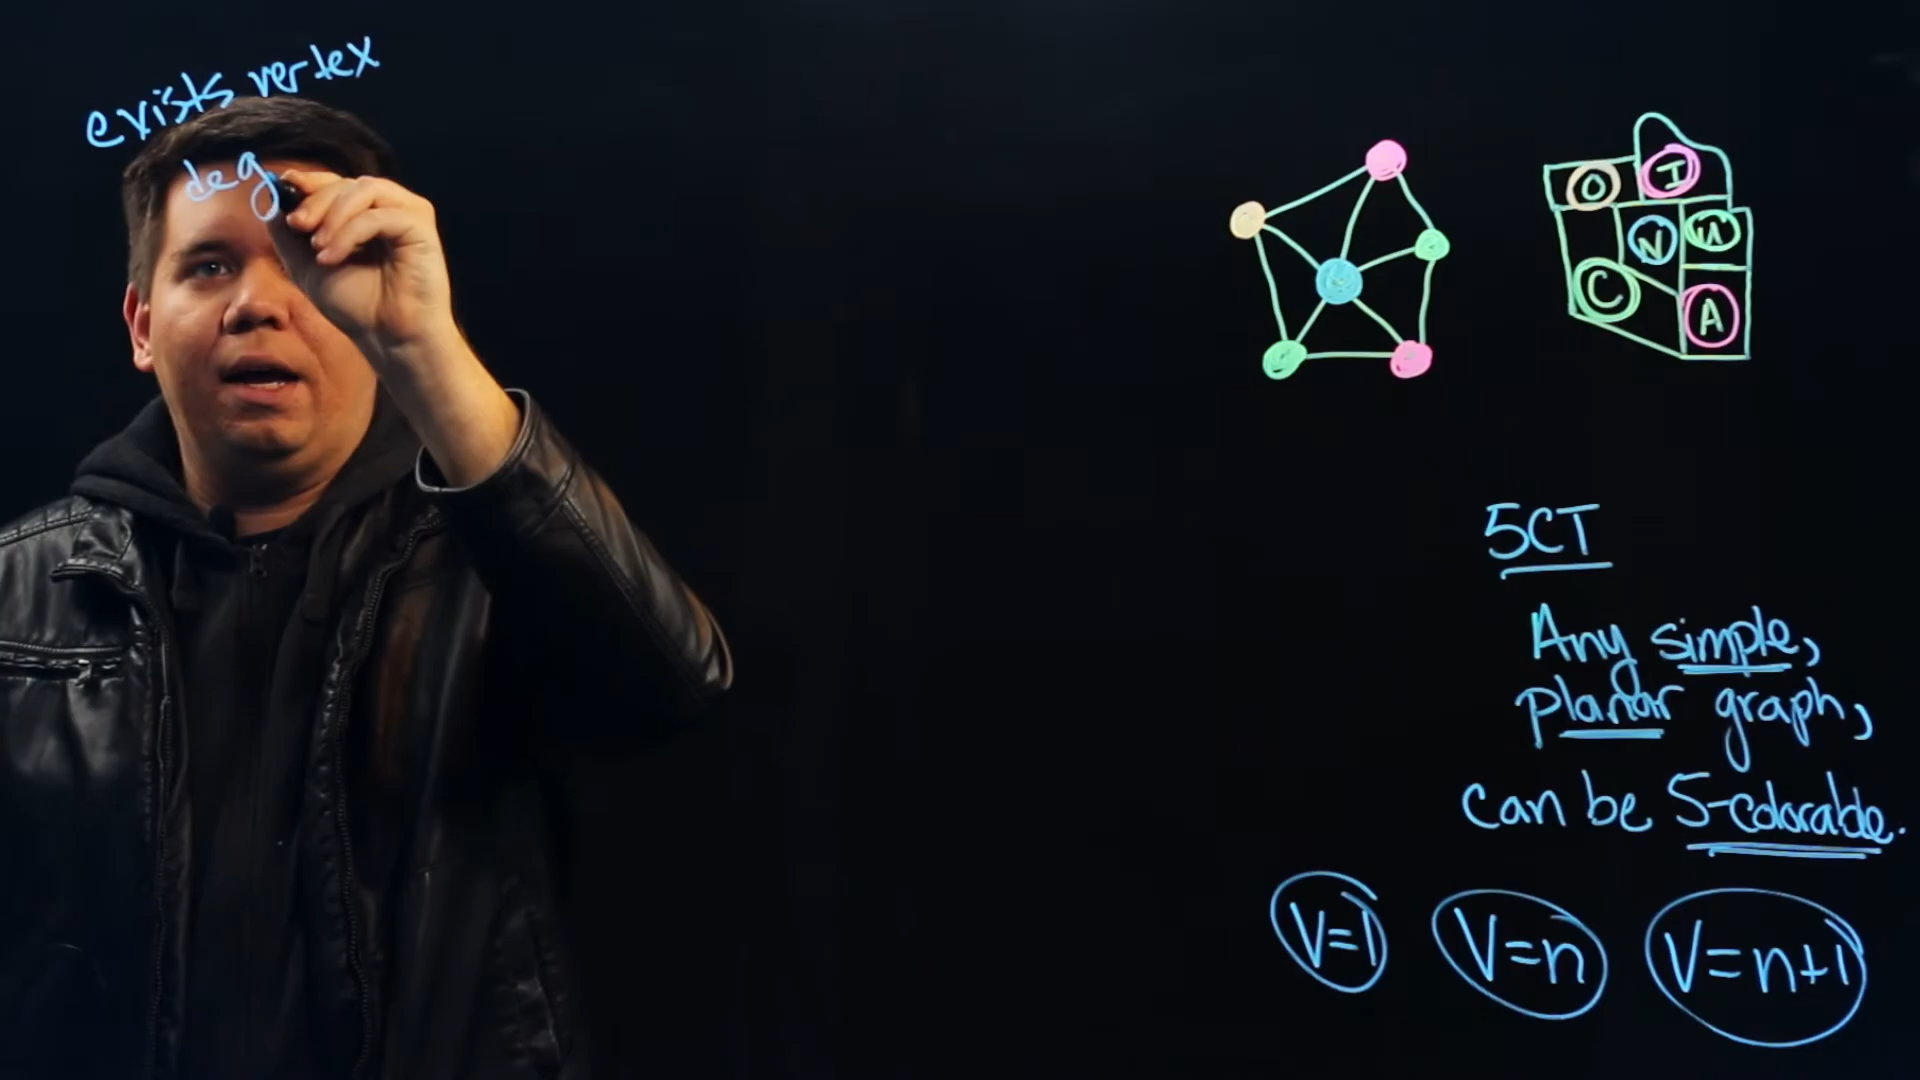 exists vertex
deg
O I
N U
C A
5CT
Any simple,
planar graph,
can be 5-colorable.
V=1 V=n V=n+1